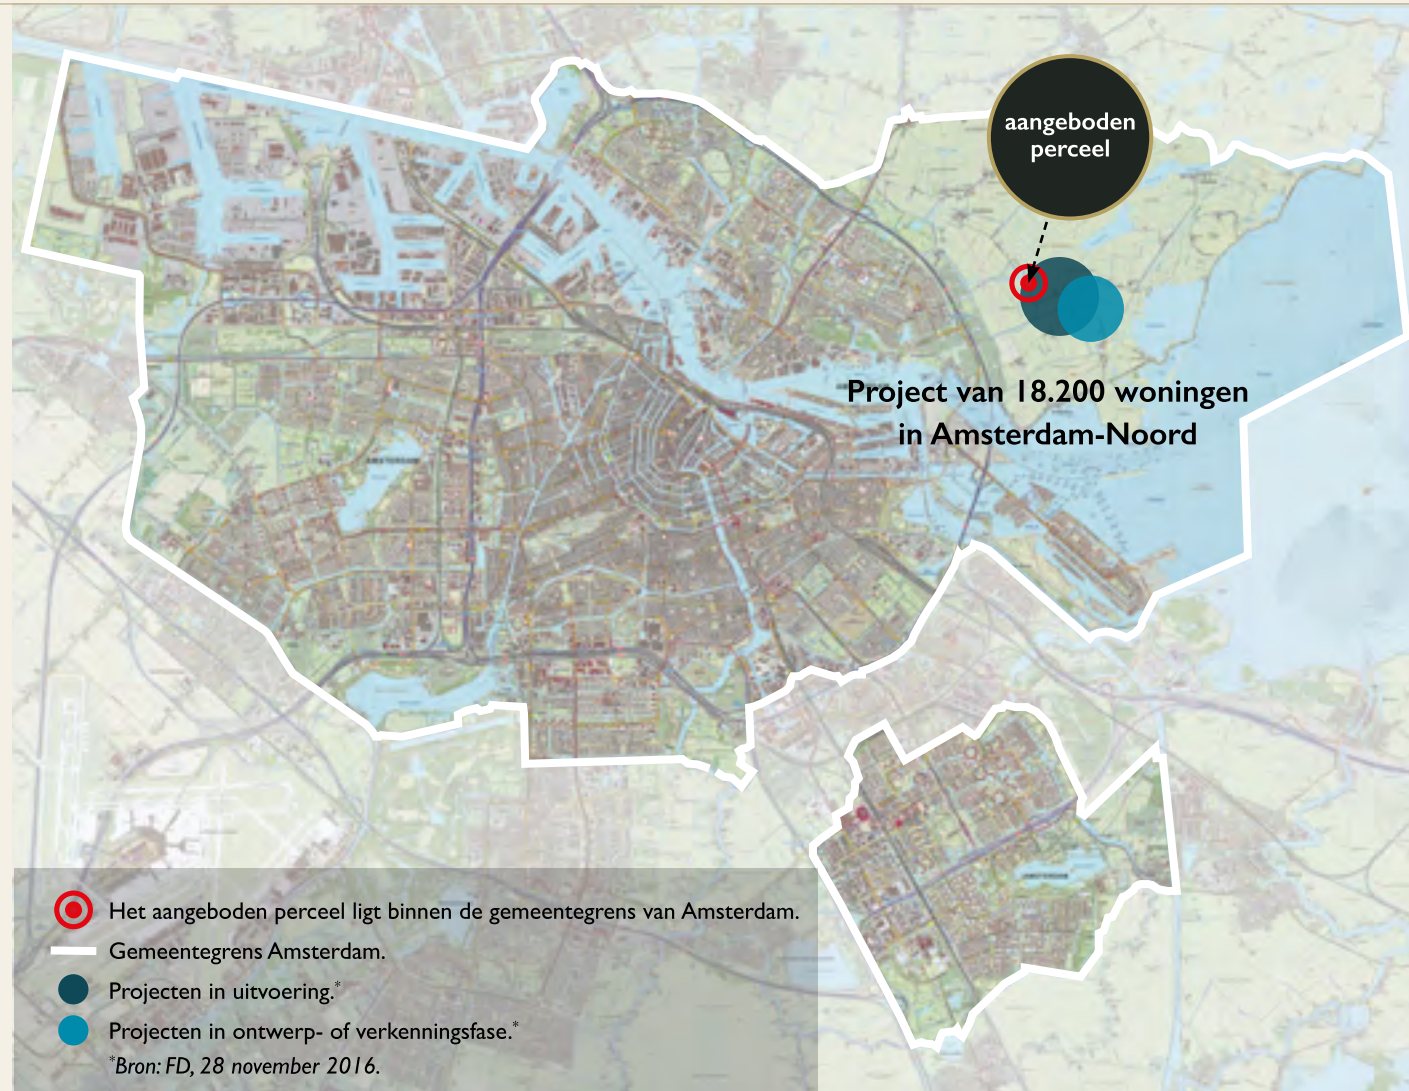 aangeboden
perceel
Project van 18.200 woningen
in Amsterdam-Noord
Het aangeboden perceel ligt binnen de gemeentegrens van Amsterdam.
Gemeentegrens Amsterdam.
Projecten in uitvoering.*
Projecten in ontwerp- of verkenningsfase.*
*Bron: FD, 28 november 2016.